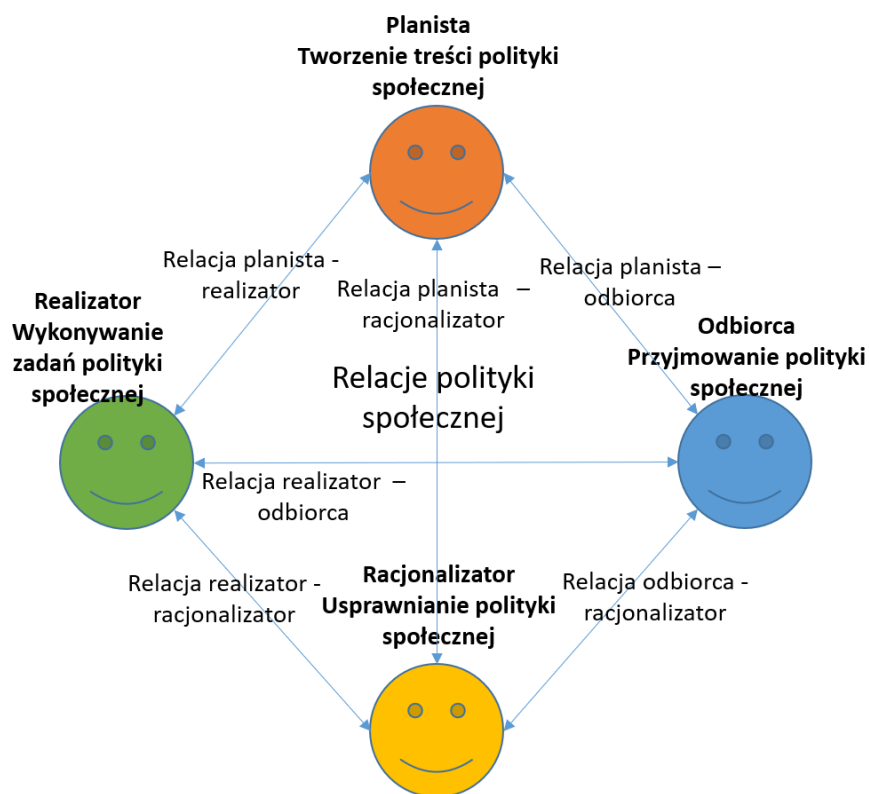 Planista
Tworzenie treści polityki
społecznej
Relacja planista -
realizator
Relacja planista –
racjonalizator
Relacja planista –
odbiorca
Realizator
Wykonywanie
zadań polityki
społecznej
Odbiorca
Przyjmowanie polityki
społecznej
Relacje polityki
społecznej
Relacja realizator –
odbiorca
Relacja realizator -
racjonalizator
Racjonalizator
Usprawnianie polityki
społecznej
Relacja odbiorca -
racjonalizator